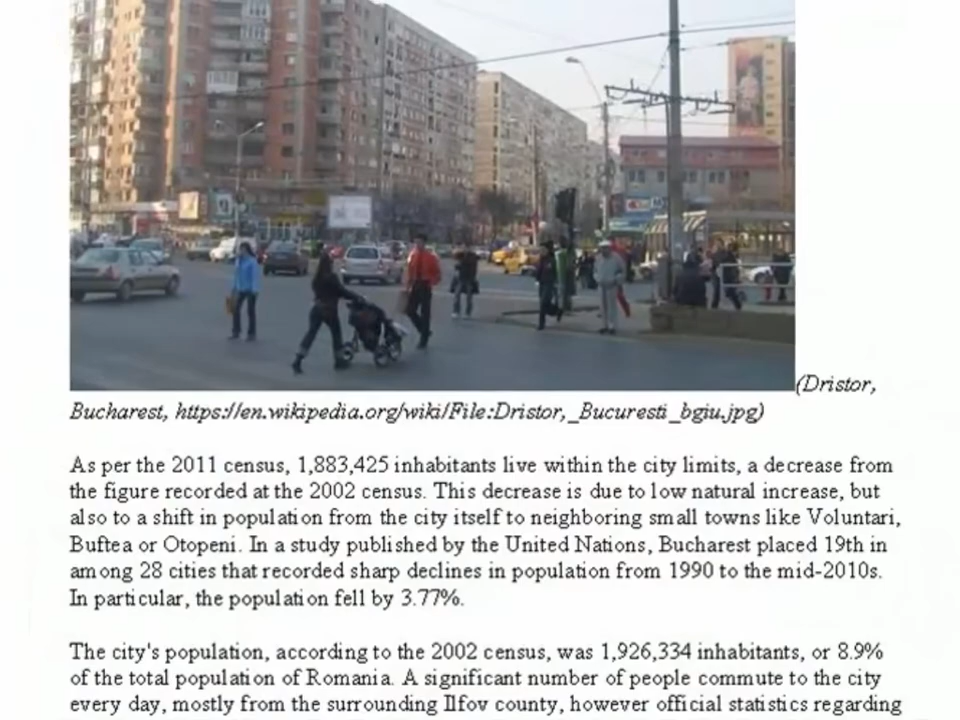 (Dristor,
Bucharest, https://en.wikipedia.org/wiki/File:Dristor,_Bucuresti_bgiu.jpg)
As per the 2011 census, 1,883,425 inhabitants live within the city limits, a decrease from
the figure recorded at the 2002 census. This decrease is due to low natural increase, but
also to a shift in population from the city itself to neighboring small towns like Voluntari,
Buftea or Otopeni. In a study published by the United Nations, Bucharest placed 19th in
among 28 cities that recorded sharp declines in population from 1990 to the mid-2010s.
In particular, the population fell by 3.77%.
The city's population, according to the 2002 census, was 1,926,334 inhabitants, or 8.9%
of the total population of Romania. A significant number of people commute to the city
every day, mostly from the surrounding Ilfov county, however official statistics regarding